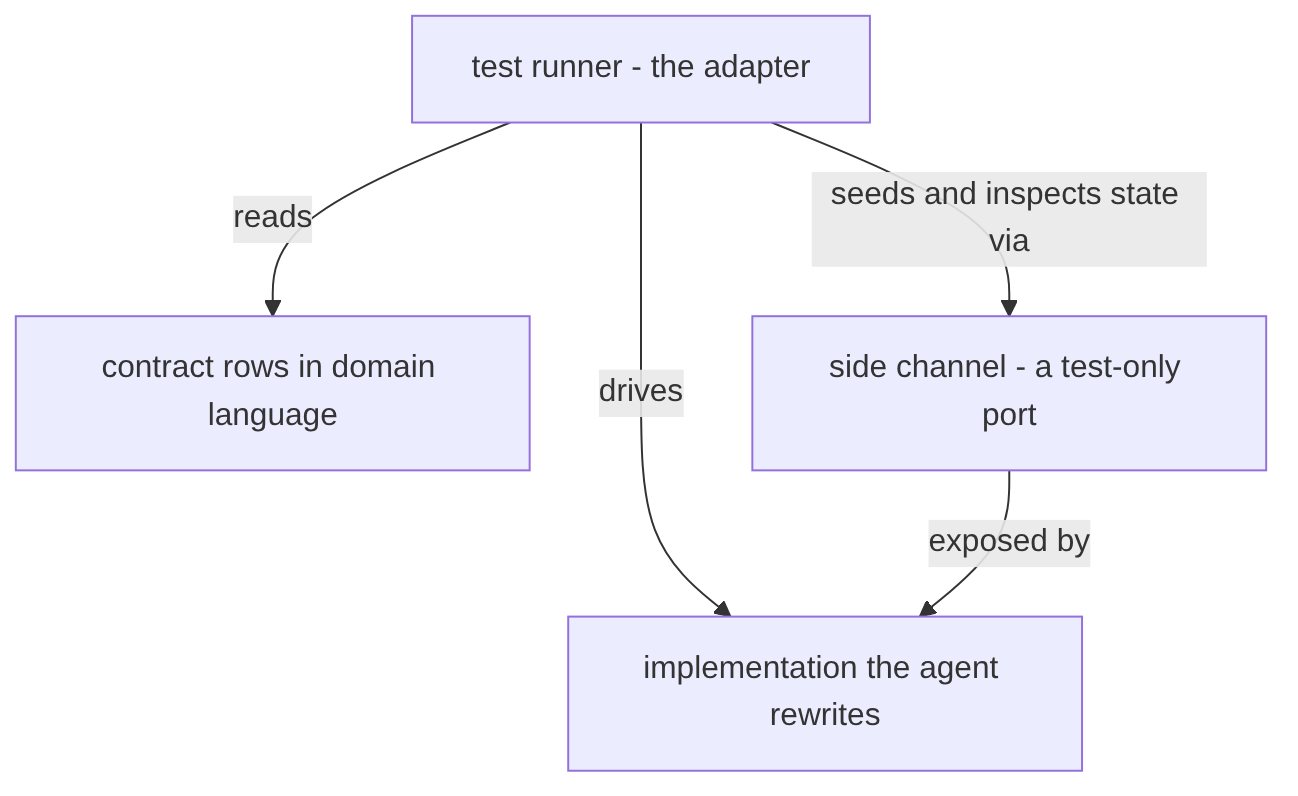 test runner - the adapter
reads
seeds and inspects state
via
contract rows in domain
language
drives
side channel - a test-only
port
exposed by
implementation the agent
rewrites